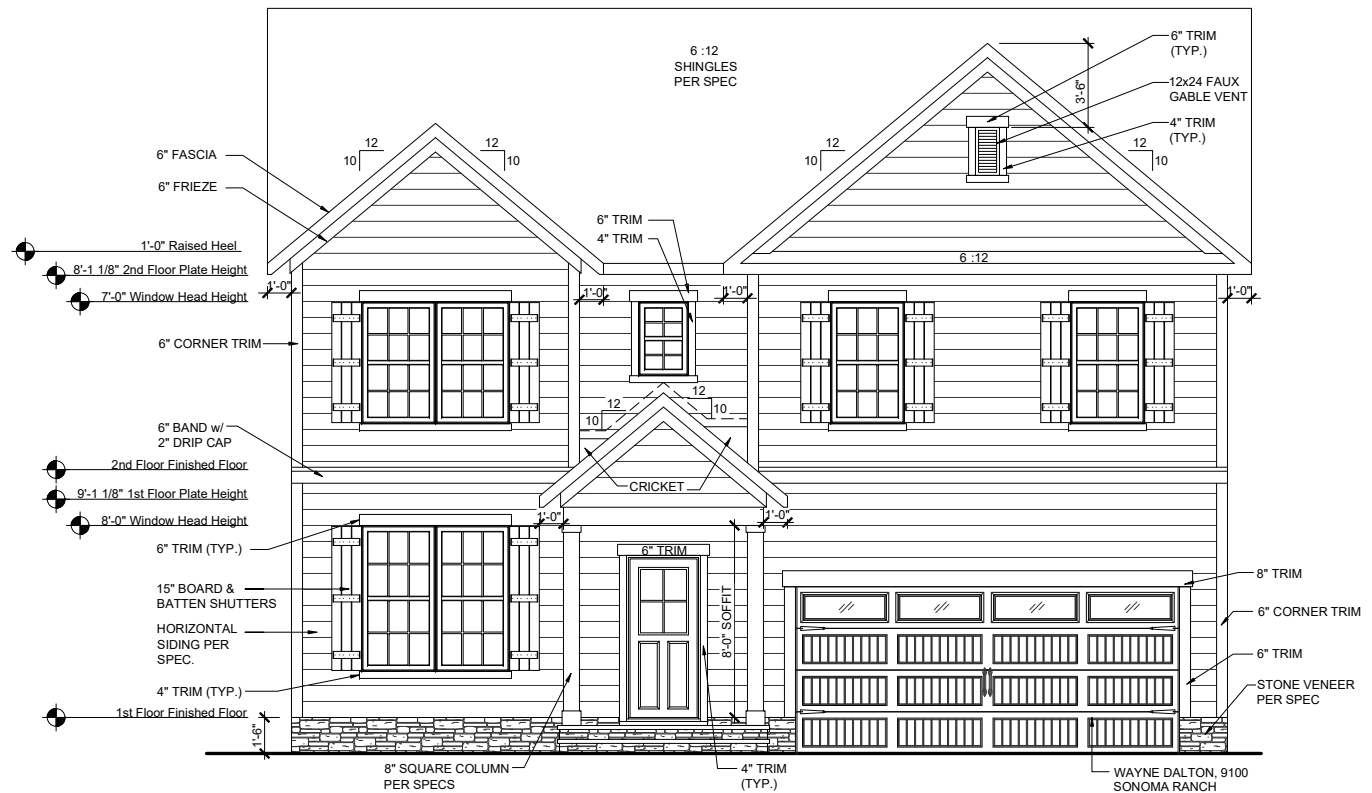 6 :12
SHINGLES
PER SPEC
6" TRIM
(TYP.)
12x24 FAUX
GABLE VENT
4" TRIM
(TYP.)
3'-6"
12
10
12
10
12
10
12
10
6" FASCIA
6" FRIEZE
6" TRIM
4" TRIM
1'-0" Raised Heel
8'-1 1/8" 2nd Floor Plate Height
7'-0" Window Head Height
6 :12
1'-0"
1'-0"
1'-0"
1'-0"
6" CORNER TRIM
12
10
12
10
6" BAND w/
2" DRIP CAP
2nd Floor Finished Floor
9'-1 1/8" 1st Floor Plate Height
8'-0" Window Head Height
CRICKET
1'-0"
1'-0"
6" TRIM (TYP.)
6" TRIM
8'-0" SOFFIT
15" BOARD &
BATTEN SHUTTERS
HORIZONTAL
SIDING PER
SPEC.
4" TRIM (TYP.)
1st Floor Finished Floor
1'-6"
8" TRIM
6" CORNER TRIM
6" TRIM
STONE VENEER
PER SPEC
8" SQUARE COLUMN
PER SPECS
4" TRIM
(TYP.)
WAYNE DALTON, 9100
SONOMA RANCH